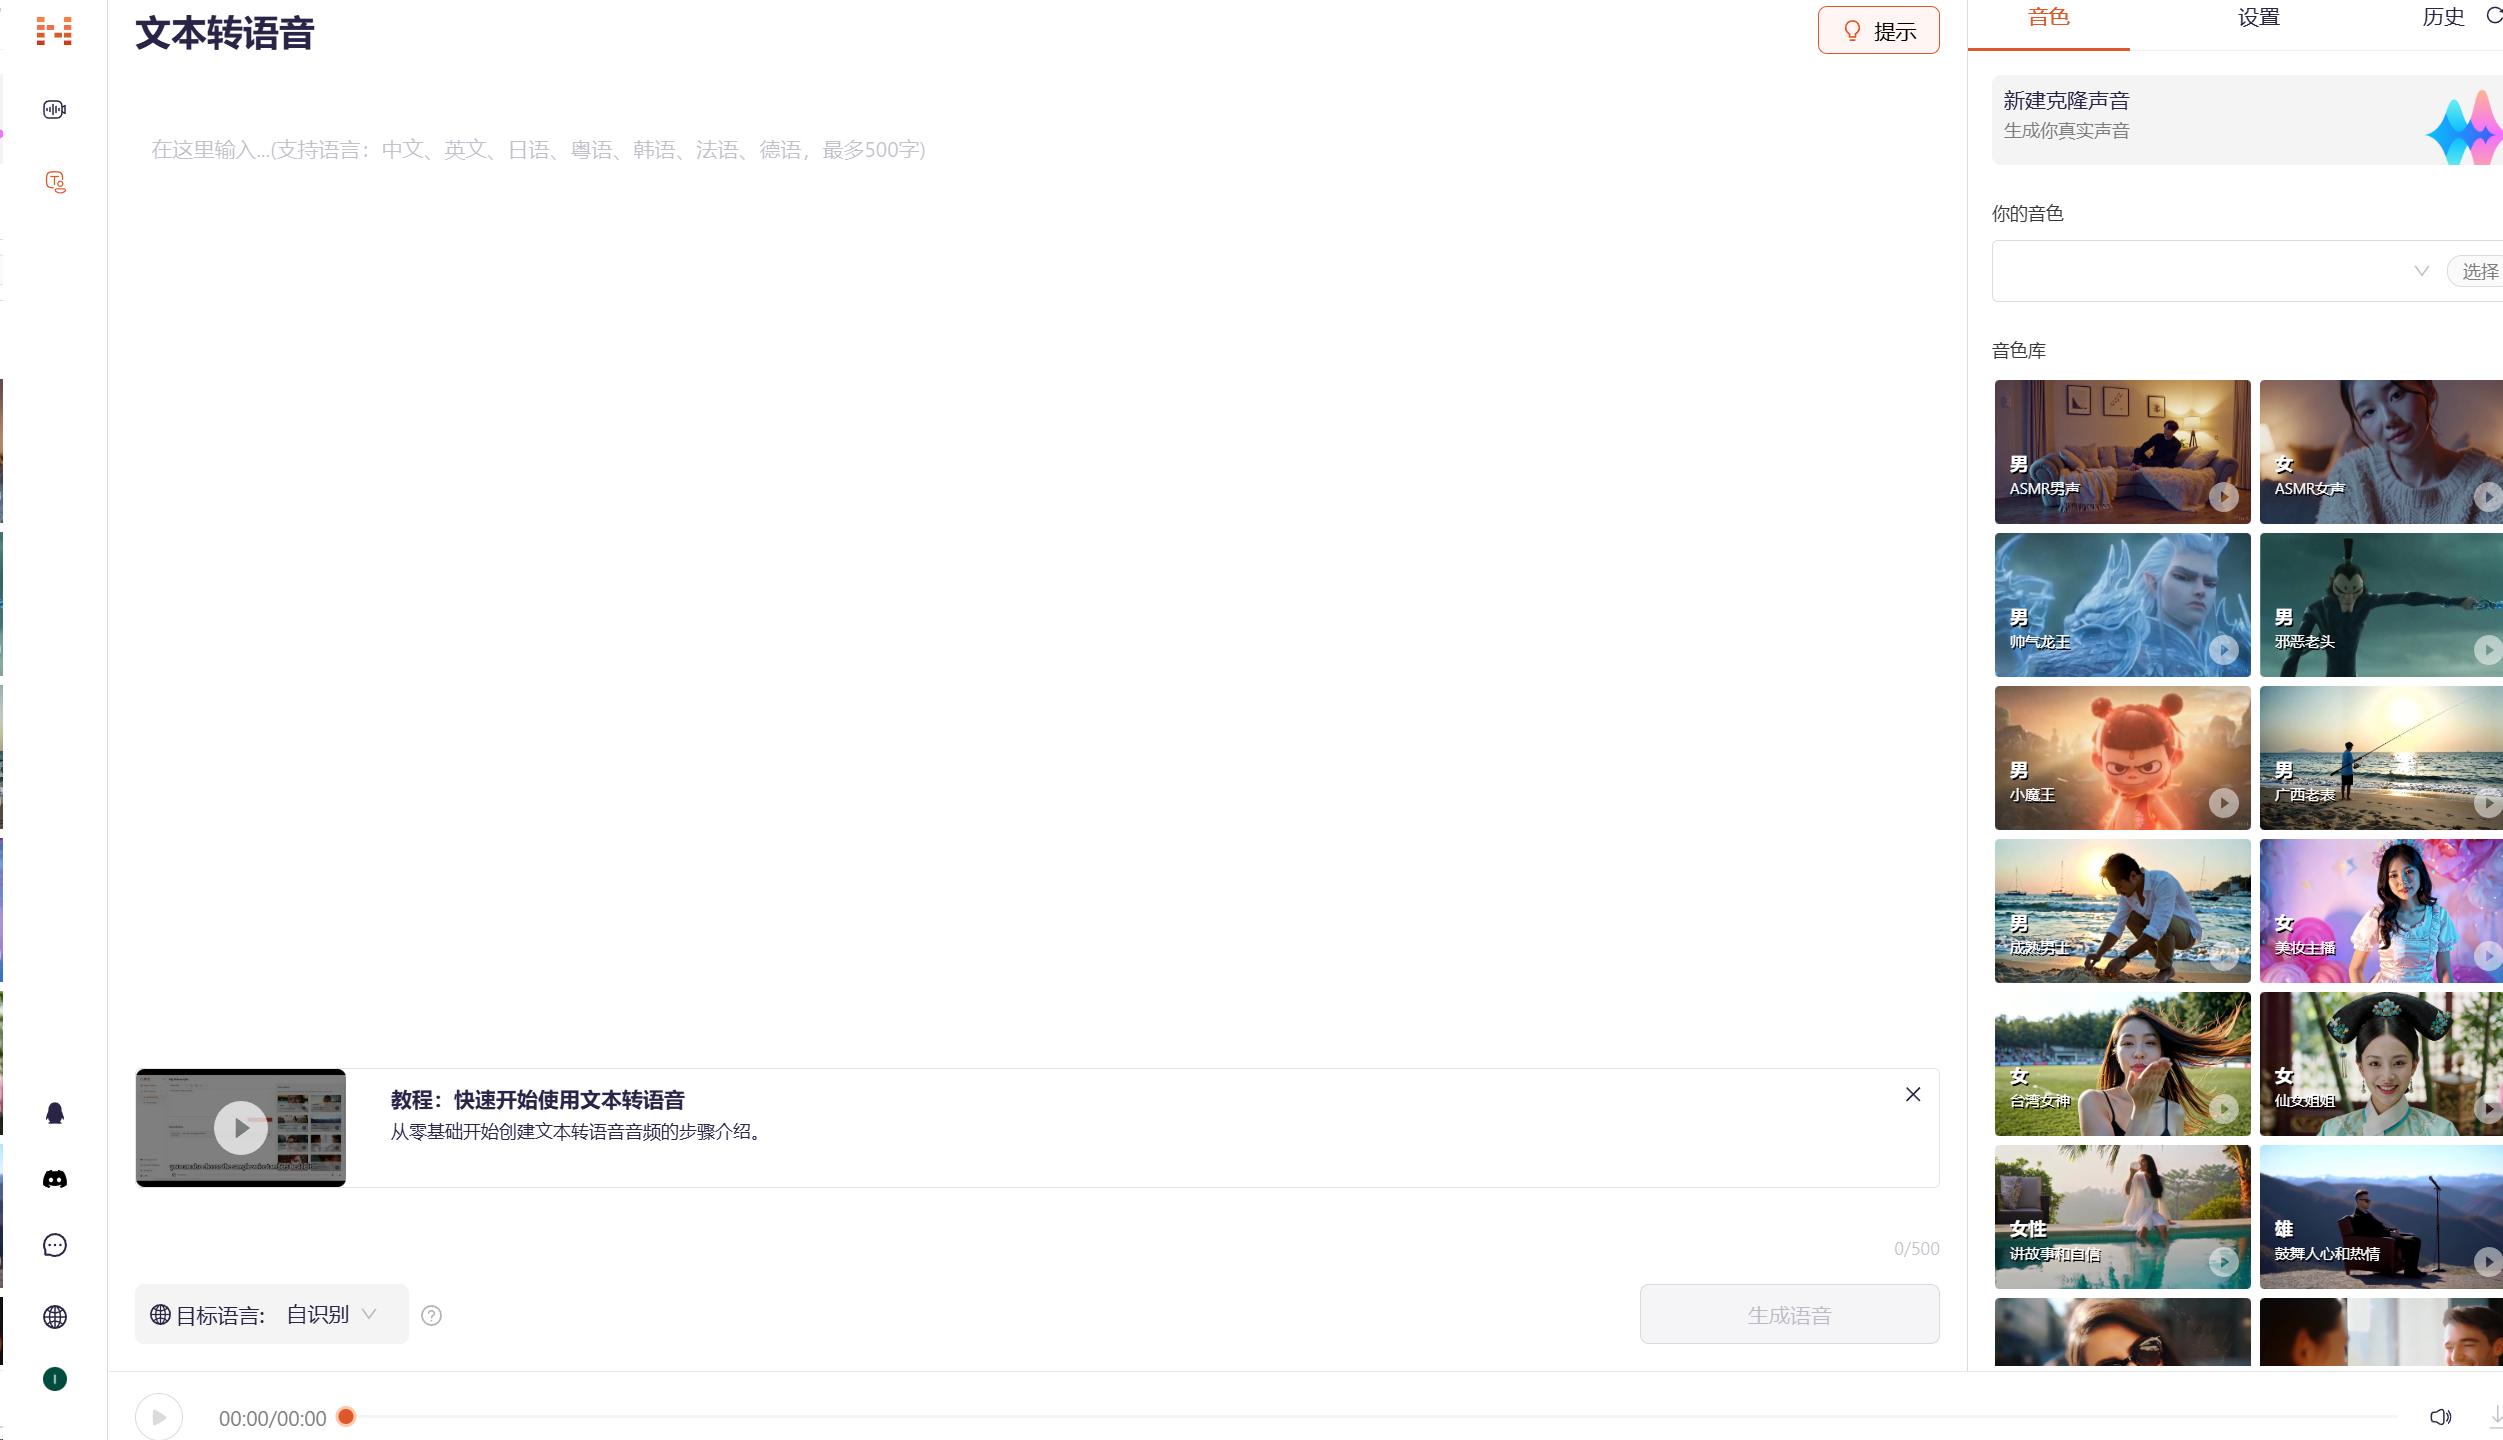 文本转语音
提示
在这里输入...(支持语言：中文、英文、日语、粤语、韩语、法语、德语，最多500字)
教程：快速开始使用文本转语音
从零基础开始创建文本转语音音频的步骤介绍。
0/500
目标语言: 自识别
生成语音
00:00/00:00
音色 设置 历史
新建克隆声音
生成你真实声音
你的音色
选择
音色库
男
ASMR男声
女
ASMR女声
男
帅气龙王
男
邪恶老头
男
小魔王
男
广西老表
男
成熟男士
女
美妆主播
女
台湾女神
女
仙女姐姐
女性
讲故事和自信
雄
鼓舞人心和热情